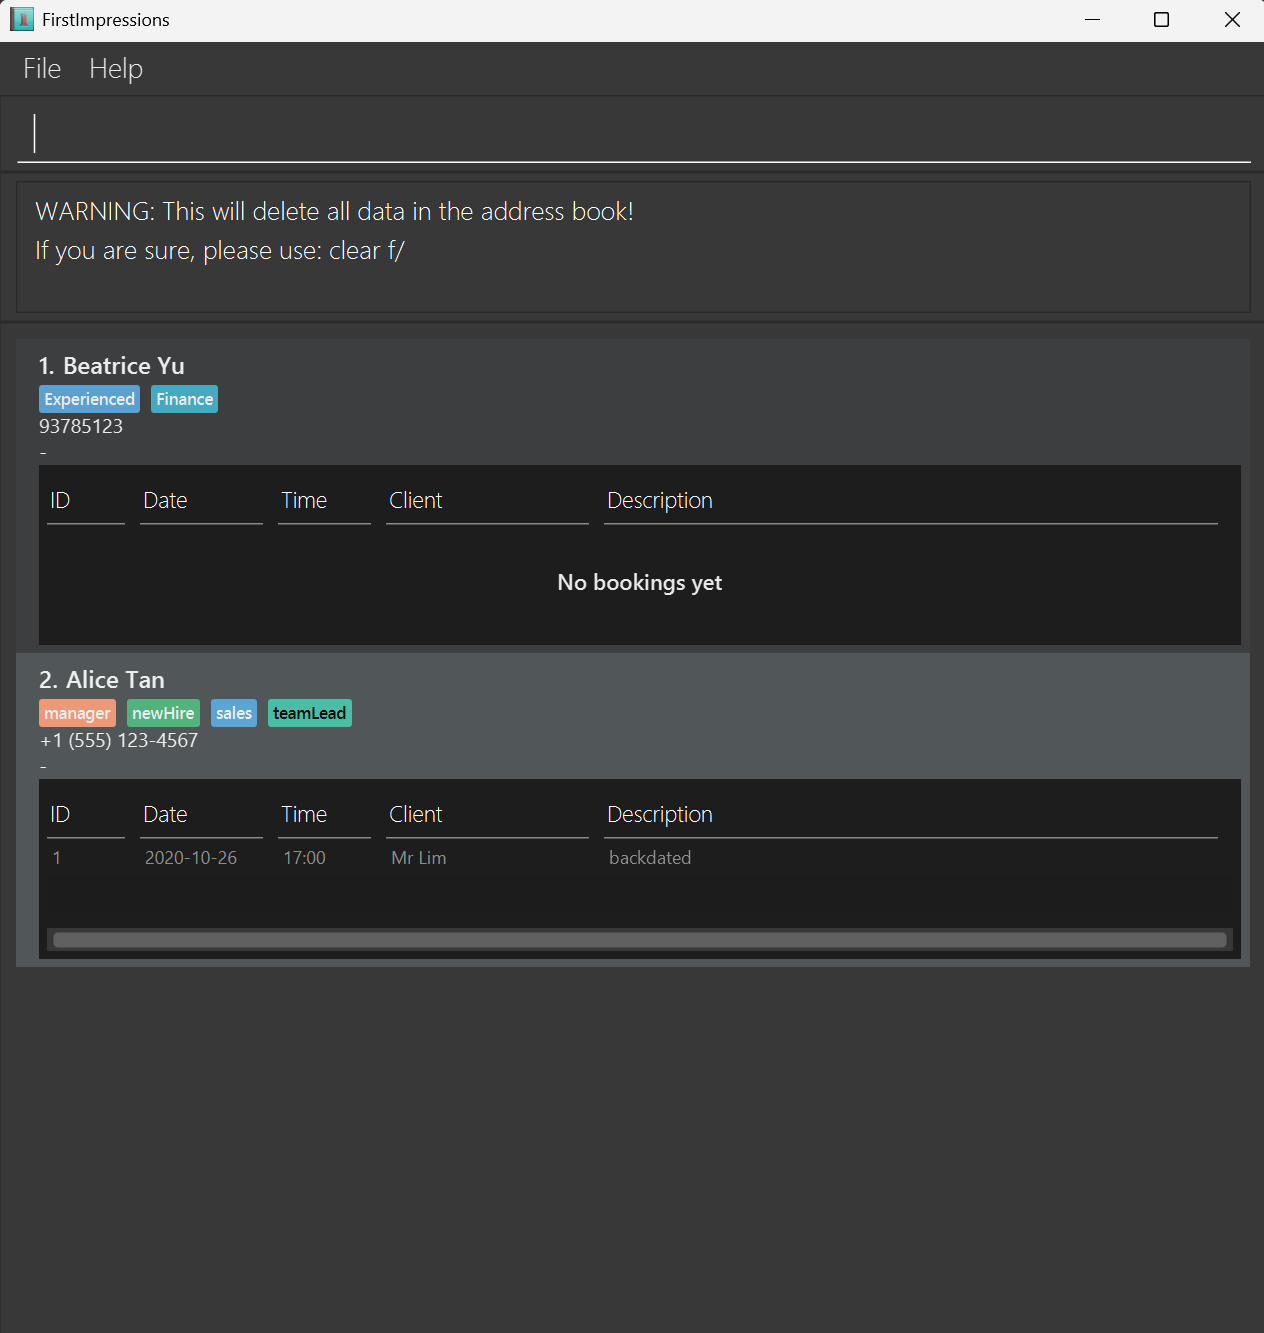 FirstImpressions
File Help
WARNING: This will delete all data in the address book!
If you are sure, please use: clear f/
1. Beatrice Yu
Experienced Finance
93785123
-
ID Date Time Client Description
No bookings yet
2. Alice Tan
manager newHire sales teamLead
+1 (555) 123-4567
-
ID Date Time Client Description
1 2020-10-26 17:00 Mr Lim backdated